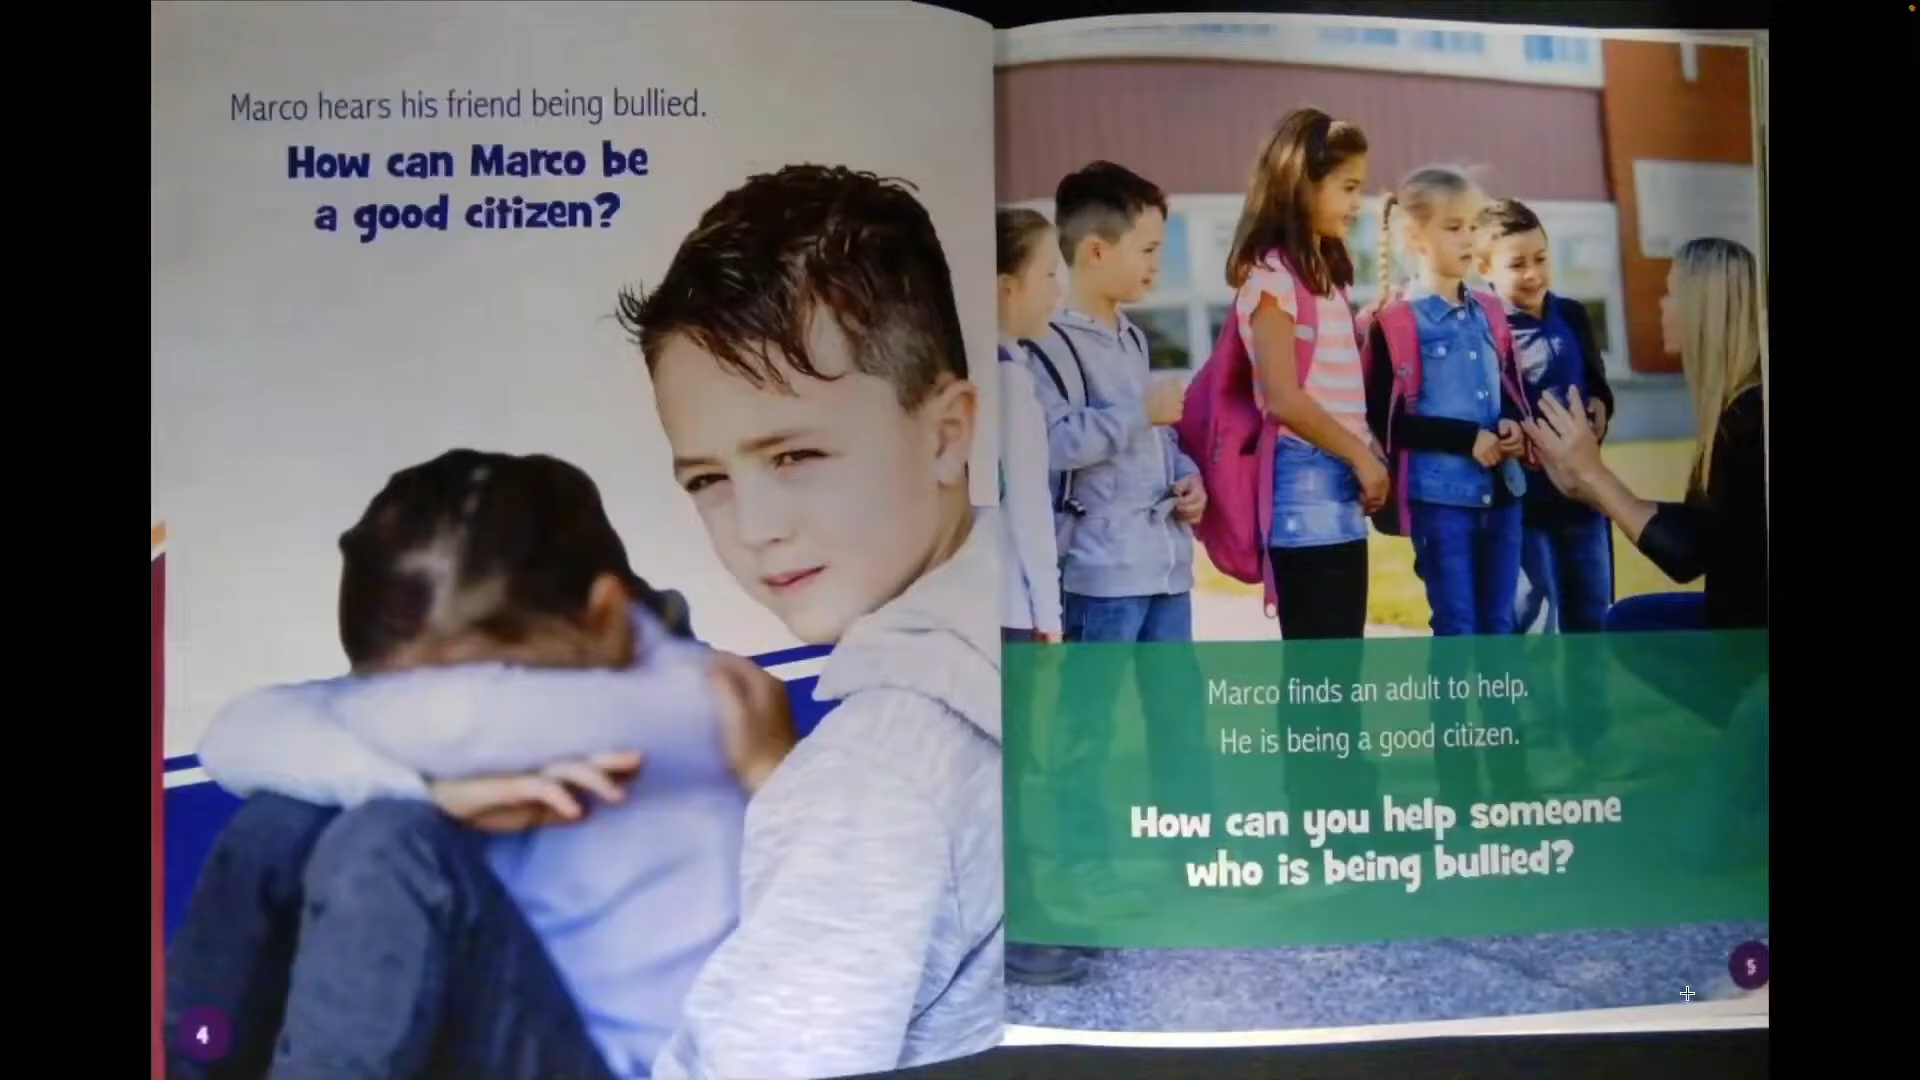 Marco hears his friend being bullied.
How can Marco be
a good citizen?
4
Marco finds an adult to help.
He is being a good citizen.
How can you help someone
who is being bullied?
5